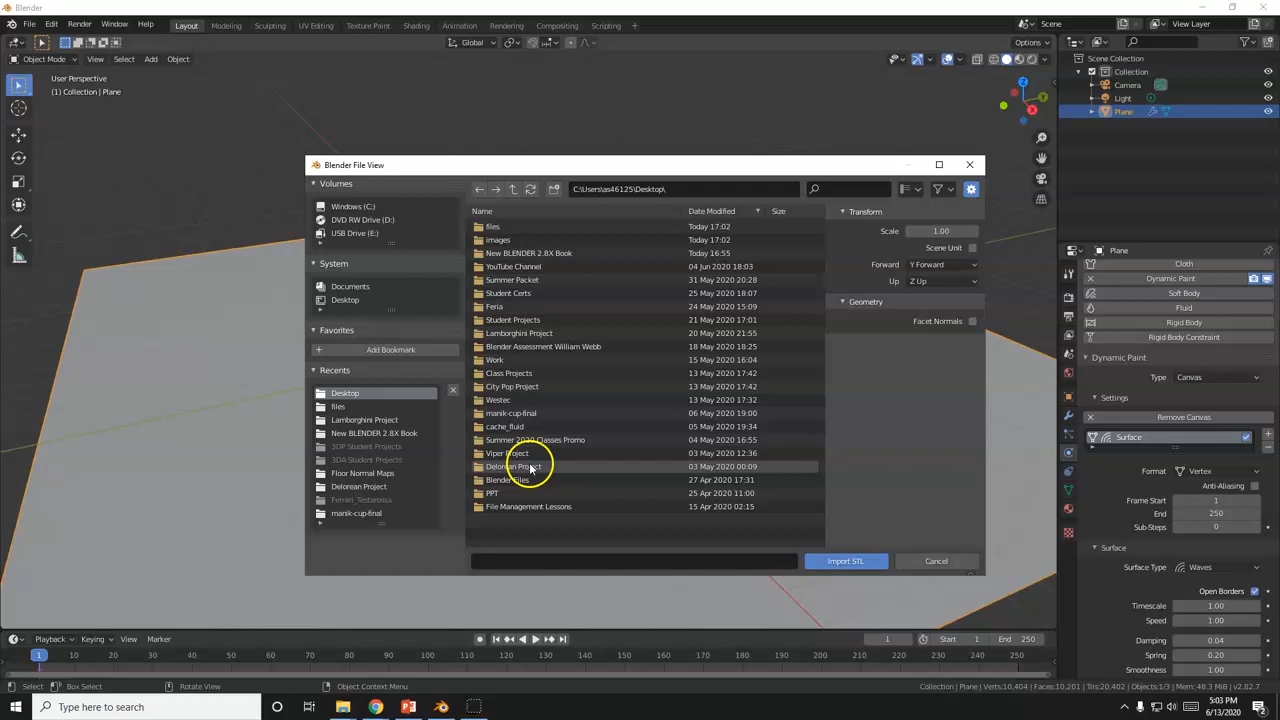 Blender
File Edit Render Window Help Layout Modeling Sculpting UV Editing Texture Paint Shading Animation Rendering Compositing Scripting + Scene View Layer
Global Options
Object Mode View Select Add Object
User Perspective
(1) Collection | Plane
Scene Collection
Collection
Camera
Light
Plane
Blender File View
Volumes
Windows (C:)
DVD RW Drive (D:)
USB Drive (E:)
System
Documents
Desktop
Favorites
+ Add Bookmark
Recents
Desktop
files
Lamborghini Project
New BLENDER 2.8X Book
3DP Student Projects
3DA Student Projects
Floor Normal Maps
Delorean Project
Ferrari_Testarossa
manik-cup-final
C:\Users\as46125\Desktop\
Name Date Modified Size
files Today 17:02
images Today 17:02
New BLENDER 2.8X Book Today 16:55
YouTube Channel 04 Jun 2020 18:03
Summer Packet 31 May 2020 20:28
Student Certs 25 May 2020 18:07
Feria 24 May 2020 15:09
Student Projects 21 May 2020 17:01
Lamborghini Project 20 May 2020 21:55
Blender Assessment William Webb 18 May 2020 18:25
Work 15 May 2020 16:04
Class Projects 13 May 2020 17:42
City Pop Project 13 May 2020 17:42
Westec 13 May 2020 17:32
manik-cup-final 06 May 2020 19:00
cache_fluid 05 May 2020 19:34
Summer 2020 Classes Promo 04 May 2020 16:55
Viper Project 03 May 2020 12:36
Delorean Project 03 May 2020 00:09
Blender Files 27 Apr 2020 17:31
PPT 25 Apr 2020 11:00
File Management Lessons 15 Apr 2020 02:15
Transform
Scale 1.00
Scene Unit
Forward Y Forward
Up Z Up
Geometry
Facet Normals
Import STL Cancel
Plane
Cloth
Dynamic Paint
Soft Body
Fluid
Rigid Body
Rigid Body Constraint
Dynamic Paint
Type Canvas
Settings
Remove Canvas
Surface
Format Vertex
Anti-Aliasing
Frame Start 1
End 250
Sub-Steps 0
Surface
Surface Type Waves
Open Borders
Timescale 1.00
Speed 1.00
Damping 0.04
Spring 0.20
Smoothness 1.00
Playback Keying View Marker 1 Start 1 End 250
1 10 20 30 40 50 60 70 80 90 100 110 120 130 140 150 160 170 180 190 200 210 220 230 240 250
Select Box Select Rotate View Object Context Menu Collection | Plane | Verts:10,404 | Faces:10,201 | Tris:20,402 | Objects:1/3 | Mem: 48.3 MiB | v2.82.7
Type here to search
5:03 PM
6/13/2020